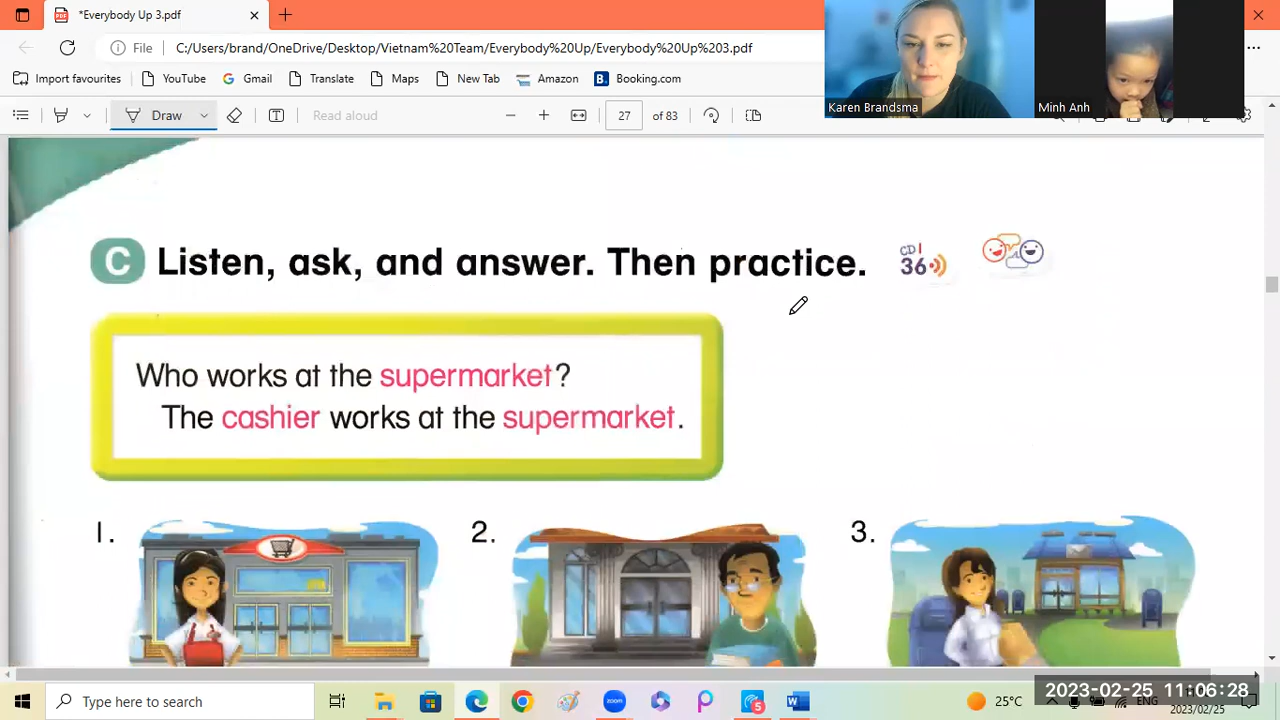 *Everybody Up 3.pdf
File
C:/Users/brand/OneDrive/Desktop/Vietnam%20Team/Everybody%20Up/Everybody%20Up%203.pdf
Import favourites
YouTube
Gmail
Translate
Maps
New Tab
Amazon
B. Booking.com
Karen Brandsma
Minh Anh
Draw
Read aloud
27 of 83
C Listen, ask, and answer. Then practice.
CD 1
36
Who works at the supermarket?
The cashier works at the supermarket.
1.
2.
3.
Type here to search
5
25°C
ENG
2023-02-25 11:06:28
2023/02/25